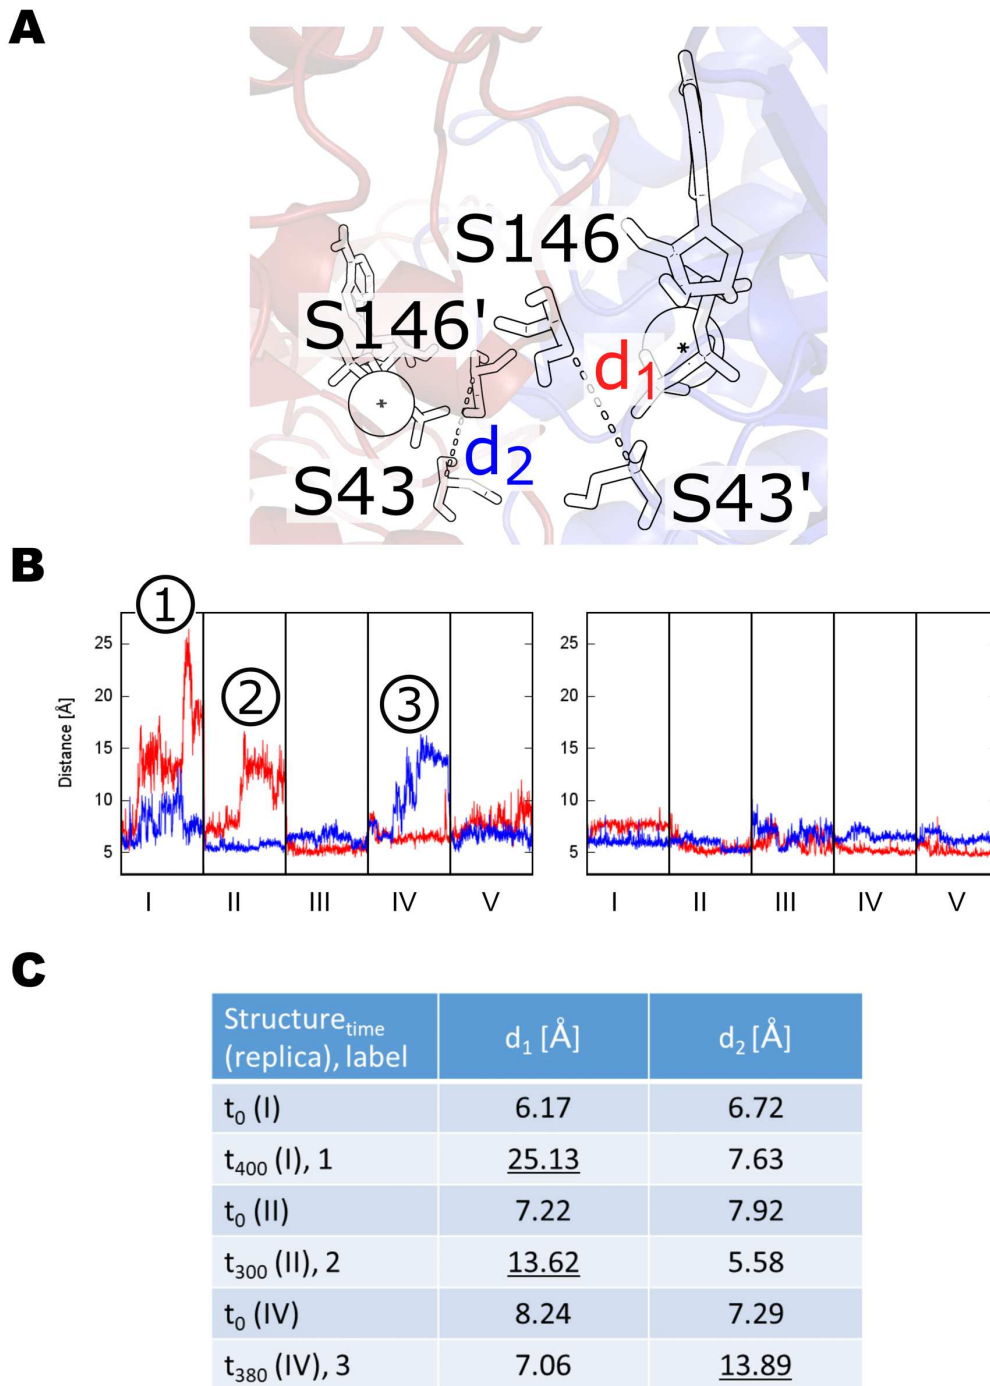 A
S146
S146'
d1
d2
S43
S43'
B
1
2
3
25
20
15
10
5
Distance [Å]
I II III IV V
25
20
15
10
5
I II III IV V
C
Structure_time (replica), label
d1 [Å]
d2 [Å]
t0 (I) 6.17 6.72
t400 (I), 1 25.13 7.63
t0 (II) 7.22 7.92
t300 (II), 2 13.62 5.58
t0 (IV) 8.24 7.29
t380 (IV), 3 7.06 13.89